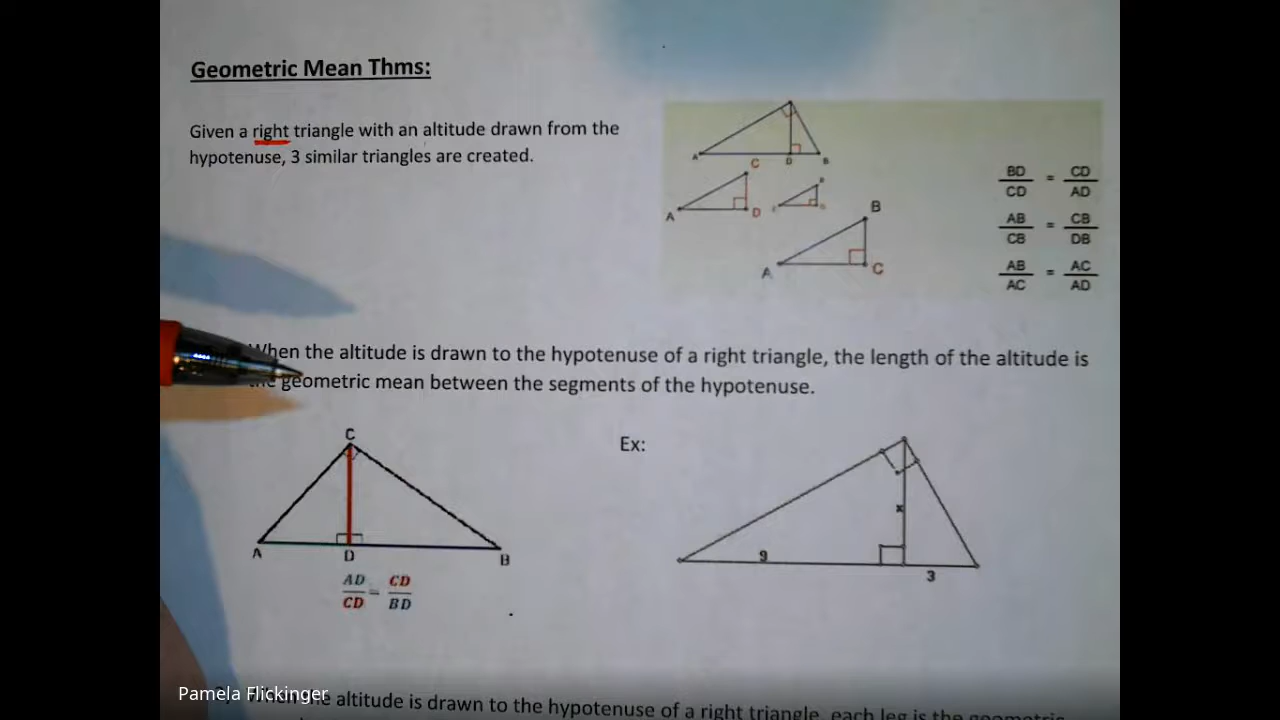 Geometric Mean Thms:
Given a right triangle with an altitude drawn from the
hypotenuse, 3 similar triangles are created.
A D B
C
A D
B
A C
BD = CD
CD AD
AB = CB
CB DB
AB = AC
AC AD
When the altitude is drawn to the hypotenuse of a right triangle, the length of the altitude is
geometric mean between the segments of the hypotenuse.
C
A D B
AD = CD
CD BD
Ex:
x
9
3
When the altitude is drawn to the hypotenuse of a right triangle, each leg is the geometric
Pamela Flickinger